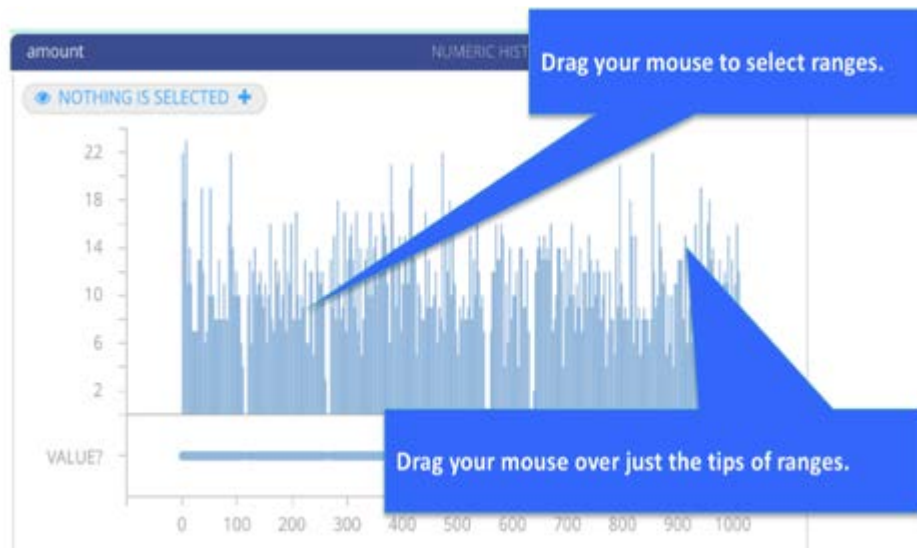 amount
NUMERIC HIST
Drag your mouse to select ranges.
NOTHING IS SELECTED +
22
18
14
10
6
2
Drag your mouse over just the tips of ranges.
VALUE?
0 100 200 300 400 500 600 700 800 900 1000